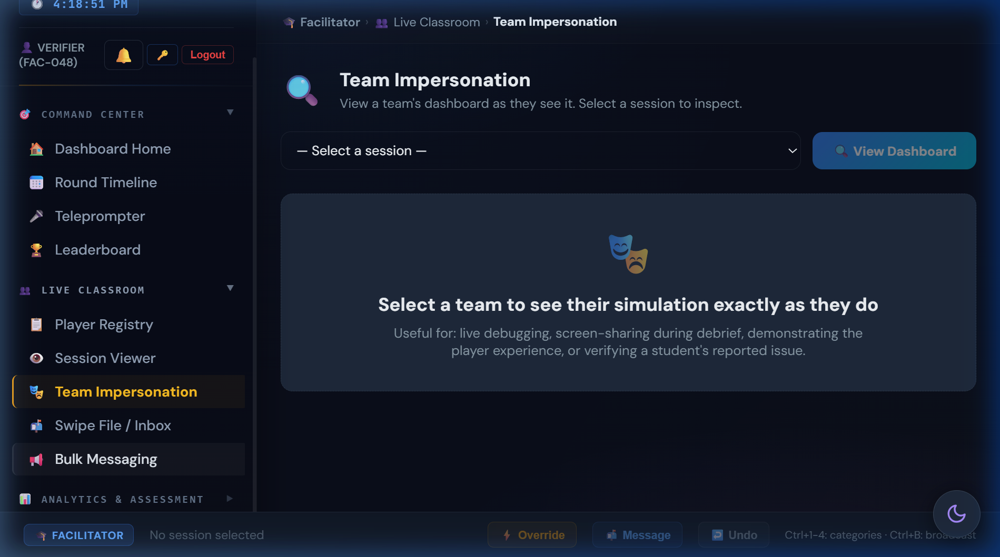 4:18:51 PM
VERIFIER
(FAC-048)
Logout
COMMAND CENTER
Dashboard Home
Round Timeline
Teleprompter
Leaderboard
LIVE CLASSROOM
Player Registry
Session Viewer
Team Impersonation
Swipe File / Inbox
Bulk Messaging
ANALYTICS & ASSESSMENT
Facilitator › Live Classroom › Team Impersonation
Team Impersonation
View a team's dashboard as they see it. Select a session to inspect.
— Select a session —
View Dashboard
Select a team to see their simulation exactly as they do
Useful for: live debugging, screen-sharing during debrief, demonstrating the
player experience, or verifying a student's reported issue.
FACILITATOR
No session selected
Override
Message
Undo
Ctrl+1-4: categories · Ctrl+B: broadcast